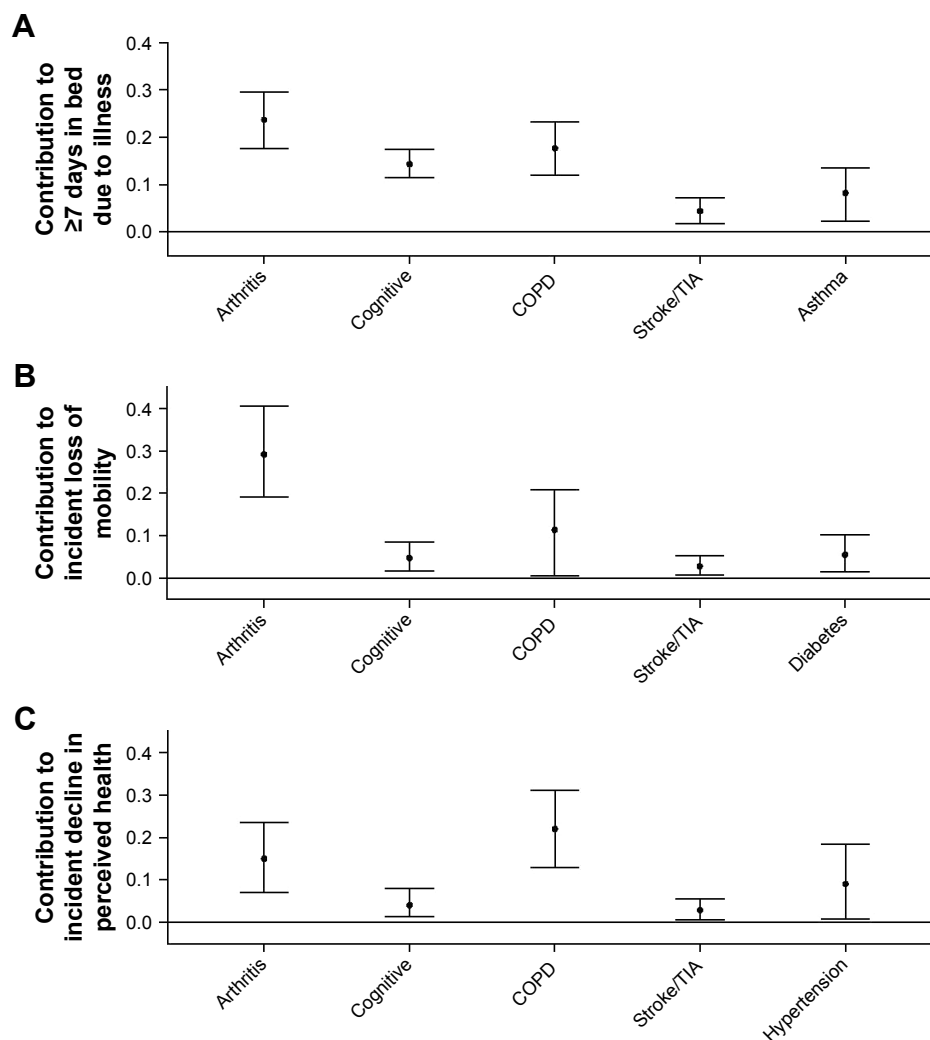 A
Contribution to
≥7 days in bed
due to illness
0.4
0.3
0.2
0.1
0.0
Arthritis
Cognitive
COPD
Stroke/TIA
Asthma
B
Contribution to
incident loss of
mobility
0.4
0.3
0.2
0.1
0.0
Arthritis
Cognitive
COPD
Stroke/TIA
Diabetes
C
Contribution to
incident decline in
perceived health
0.4
0.3
0.2
0.1
0.0
Arthritis
Cognitive
COPD
Stroke/TIA
Hypertension